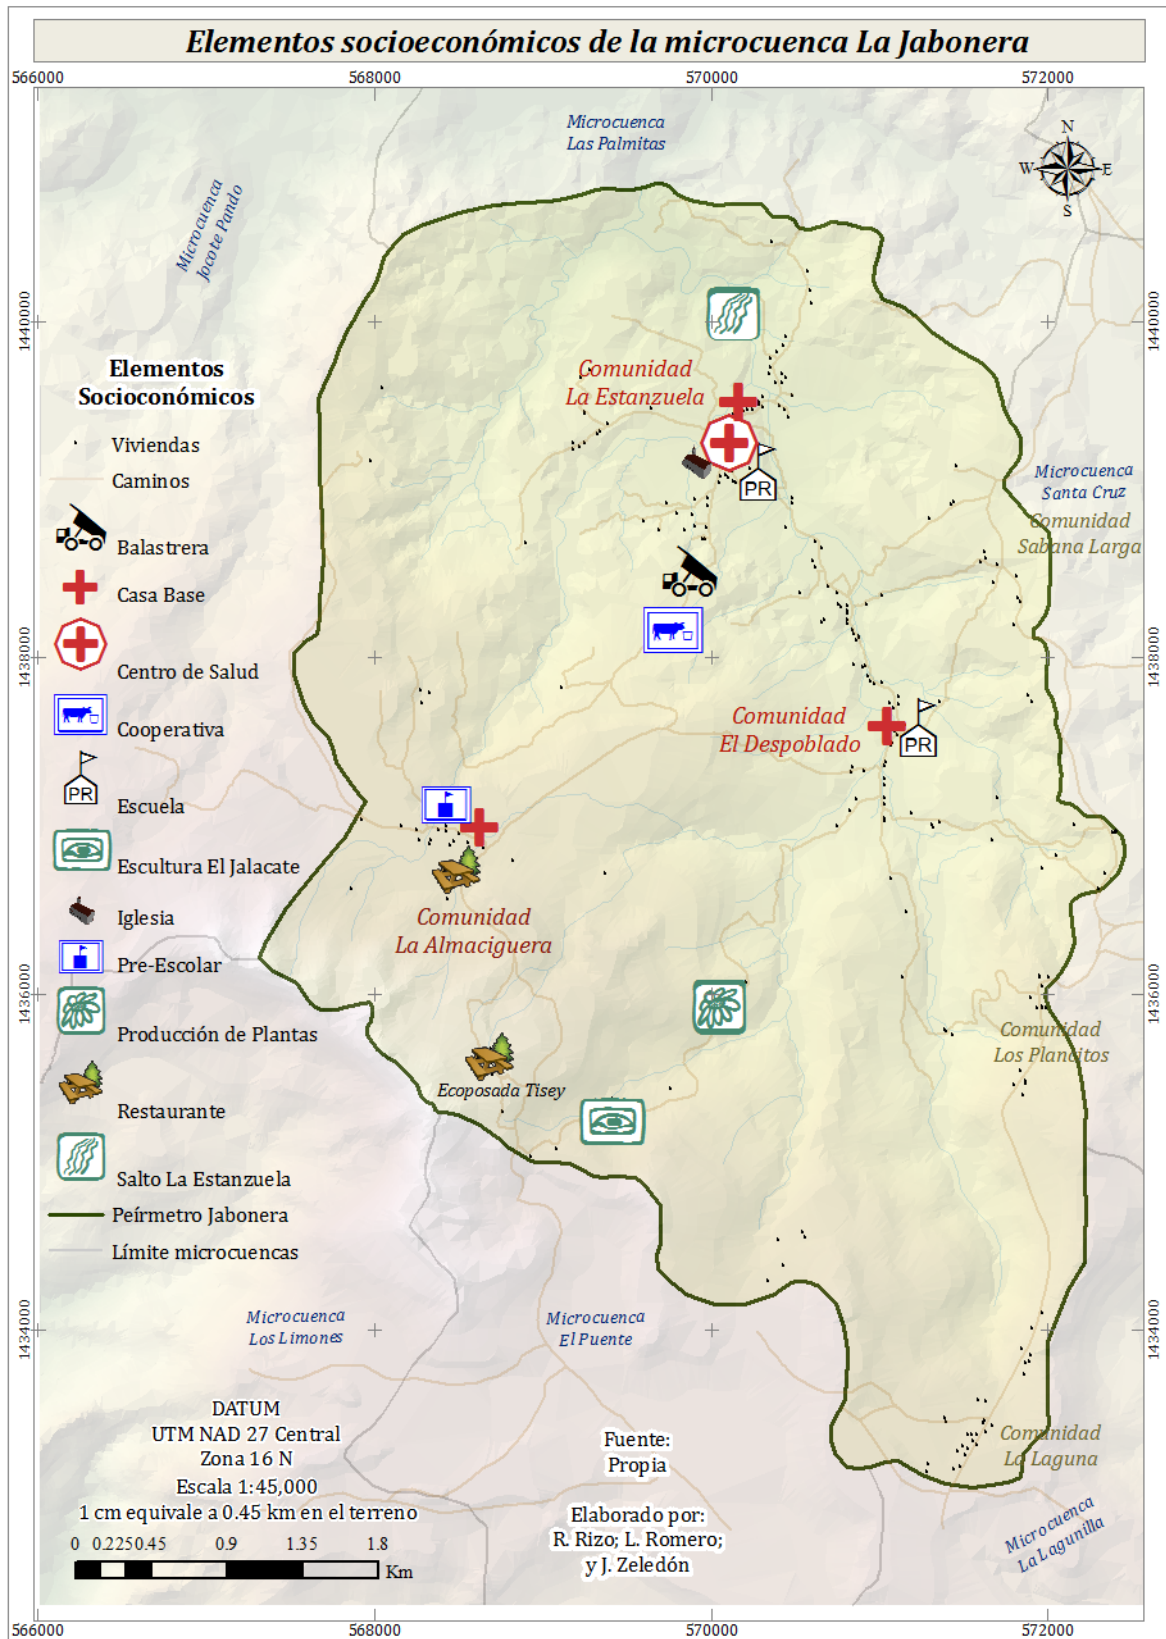 Elementos socioeconómicos de la microcuenca La Jabonera
566000
568000
570000
572000
Microcuenca
Las Palmitas
N
W
E
S
Microcuenca
Jocote Pando
1440000
1440000
Elementos
Socioconómicos
Viviendas
Caminos
Balastrera
Casa Base
Centro de Salud
Cooperativa
PR
Escuela
Escultura El Jalacate
Iglesia
Pre-Escolar
Producción de Plantas
Restaurante
Salto La Estanzuela
Peírmetro Jabonera
Límite microcuencas
Comunidad
La Estanzuela
PR
Microcuenca
Santa Cruz
Comunidad
Sabana Larga
1438000
1438000
Comunidad
El Despoblado
PR
Comunidad
La Almaciguera
1436000
1436000
Comunidad
Los Plancitos
Ecoposada Tisey
1434000
1434000
Microcuenca
Los Limones
Microcuenca
El Puente
Comunidad
La Laguna
Microcuenca
La Lagunilla
DATUM
UTM NAD 27 Central
Zona 16 N
Escala 1:45,000
1 cm equivale a 0.45 km en el terreno
0 0.225 0.45 0.9 1.35 1.8
Km
Fuente:
Propia
Elaborado por:
R. Rizo; L. Romero;
y J. Zeledón
566000
568000
570000
572000